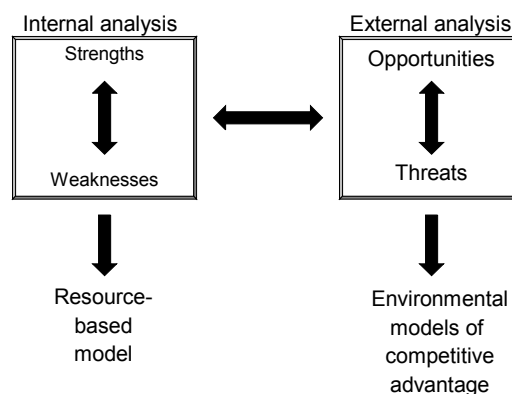 Internal analysis
Strengths
Weaknesses
Resource-
based
model
External analysis
Opportunities
Threats
Environmental
models of
competitive
advantage